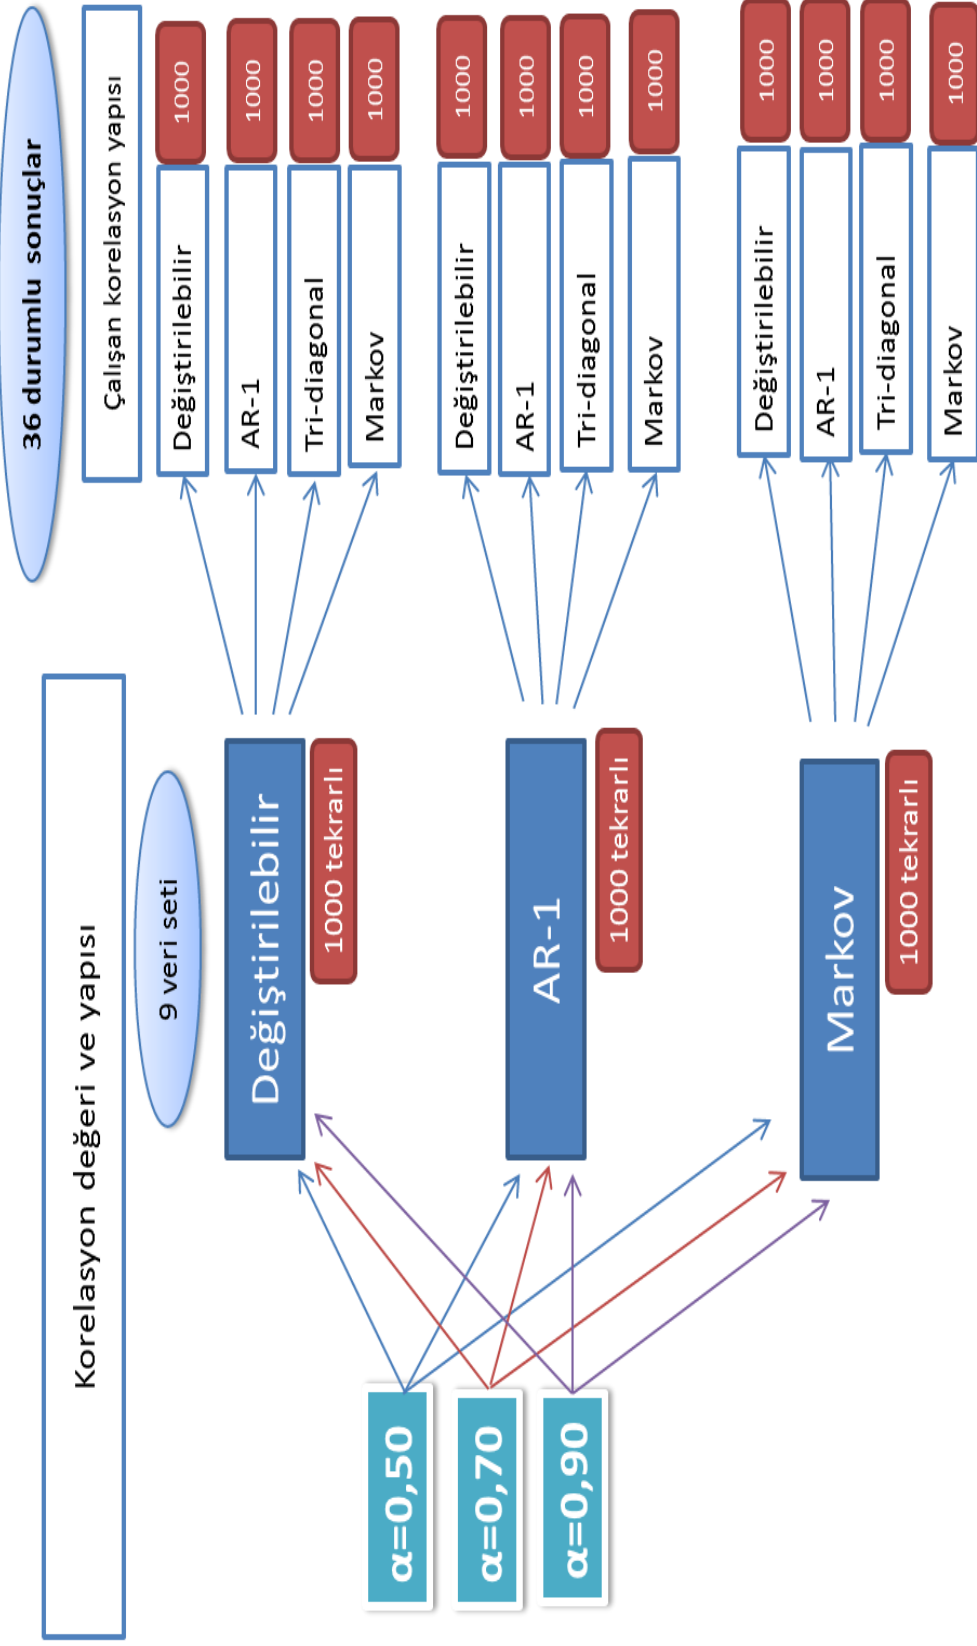 Korelasyon değeri ve yapısı
36 durumlu sonuçlar
9 veri seti
Çalışan korelasyon yapısı
α=0,50
α=0,70
α=0,90
Değiştirilebilir
1000 tekrarlı
Değiştirilebilir
1000
AR-1
1000
Tri-diagonal
1000
Markov
1000
AR-1
1000 tekrarlı
Değiştirilebilir
1000
AR-1
1000
Tri-diagonal
1000
Markov
1000
Markov
1000 tekrarlı
Değiştirilebilir
1000
AR-1
1000
Tri-diagonal
1000
Markov
1000